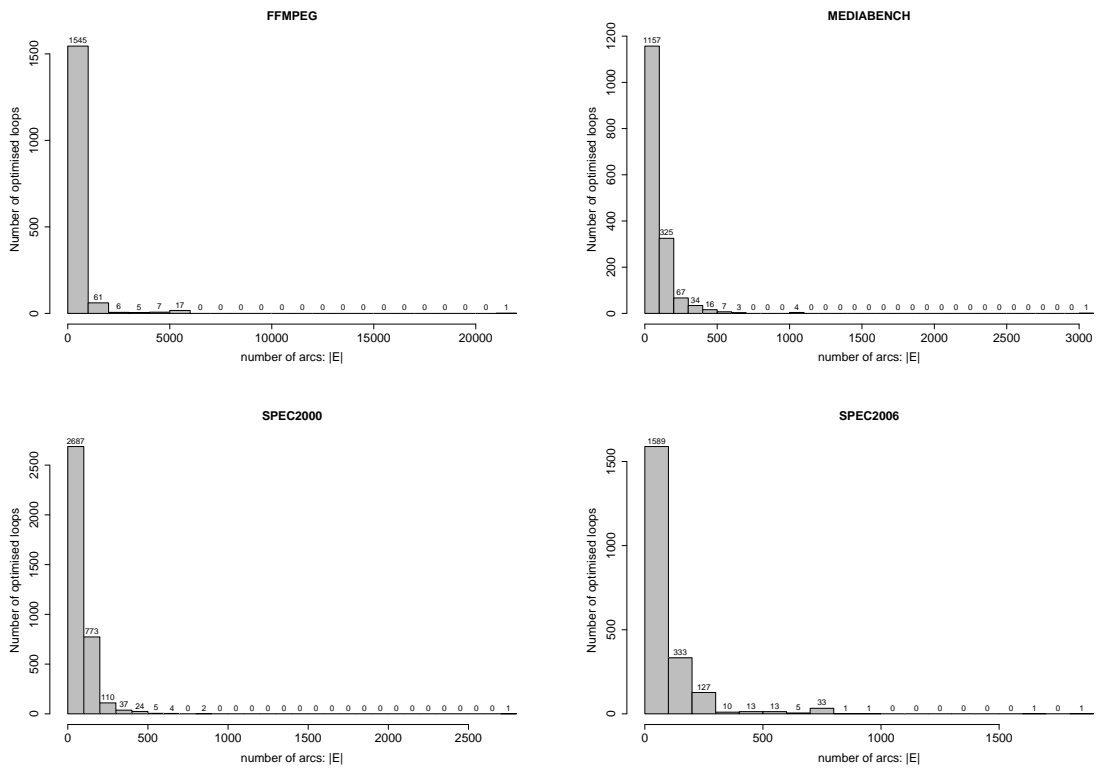 FFMPEG
Number of optimised loops
1500
1000
500
0
1545
61 6 5 7 17 0 0 0 0 0 0 0 0 0 0 0 0 0 0 0 1
0 5000 10000 15000 20000
number of arcs: |E|
MEDIABENCH
Number of optimised loops
1200
1000
800
600
400
200
0
1157
325
67 34 16 7 3 0 0 0 4 0 0 0 0 0 0 0 0 0 0 0 0 0 0 0 0 0 0 0 1
0 500 1000 1500 2000 2500 3000
number of arcs: |E|
SPEC2000
Number of optimised loops
2500
2000
1500
1000
500
0
2687
773
110 37 24 5 4 0 2 0 0 0 0 0 0 0 0 0 0 0 0 0 0 0 0 0 0 1
0 500 1000 1500 2000 2500
number of arcs: |E|
SPEC2006
Number of optimised loops
1500
1000
500
0
1589
333
127 10 13 13 5 33 1 1 0 0 0 0 0 0 1 0 1
0 500 1000 1500
number of arcs: |E|